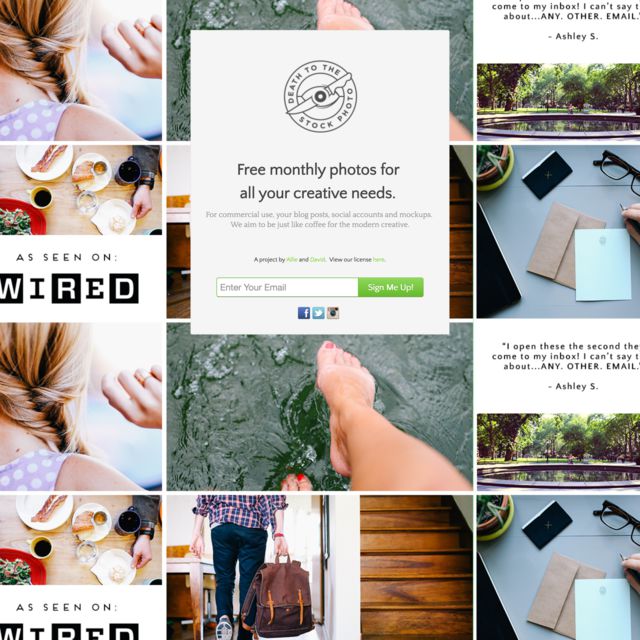 come to my inbox! I can't say t
about...ANY. OTHER. EMAIL."
- Ashley S.
DEATH TO THE
STOCK PHOTO
Free monthly photos for
all your creative needs.
For commercial use, your blog posts, social accounts and mockups.
We aim to be just like coffee for the modern creative.
A project by Allie and David. View our license here.
Enter Your Email
Sign Me Up!
AS SEEN ON:
WIRED
"I open these the second the
come to my inbox! I can't say t
about...ANY. OTHER. EMAIL."
- Ashley S.
AS SEEN ON:
WIRED